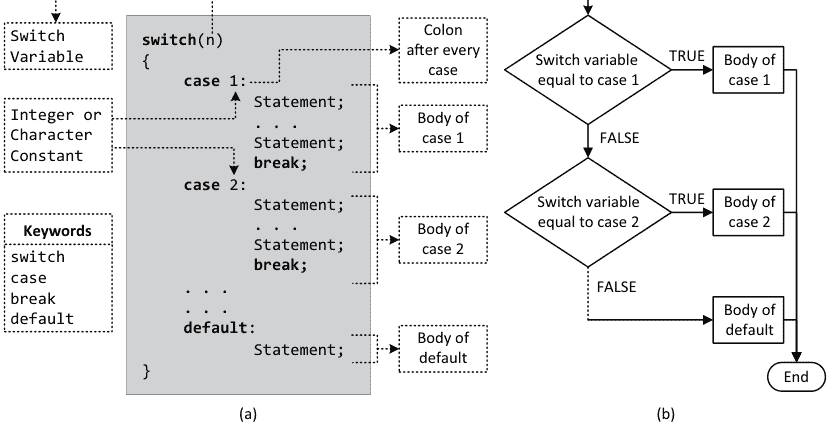 Switch
Variable
Integer or
Character
Constant
Keywords
switch
case
break
default
switch(n)
{
case 1:
Statement;
. . .
Statement;
break;
case 2:
Statement;
. . .
Statement;
break;
. . .
. . .
default:
Statement;
}
Colon
after every
case
Body of
case 1
Body of
case 2
Body of
default
(a)
Switch variable
equal to case 1
TRUE
Body of
case 1
FALSE
Switch variable
equal to case 2
TRUE
Body of
case 2
FALSE
Body of
default
End
(b)